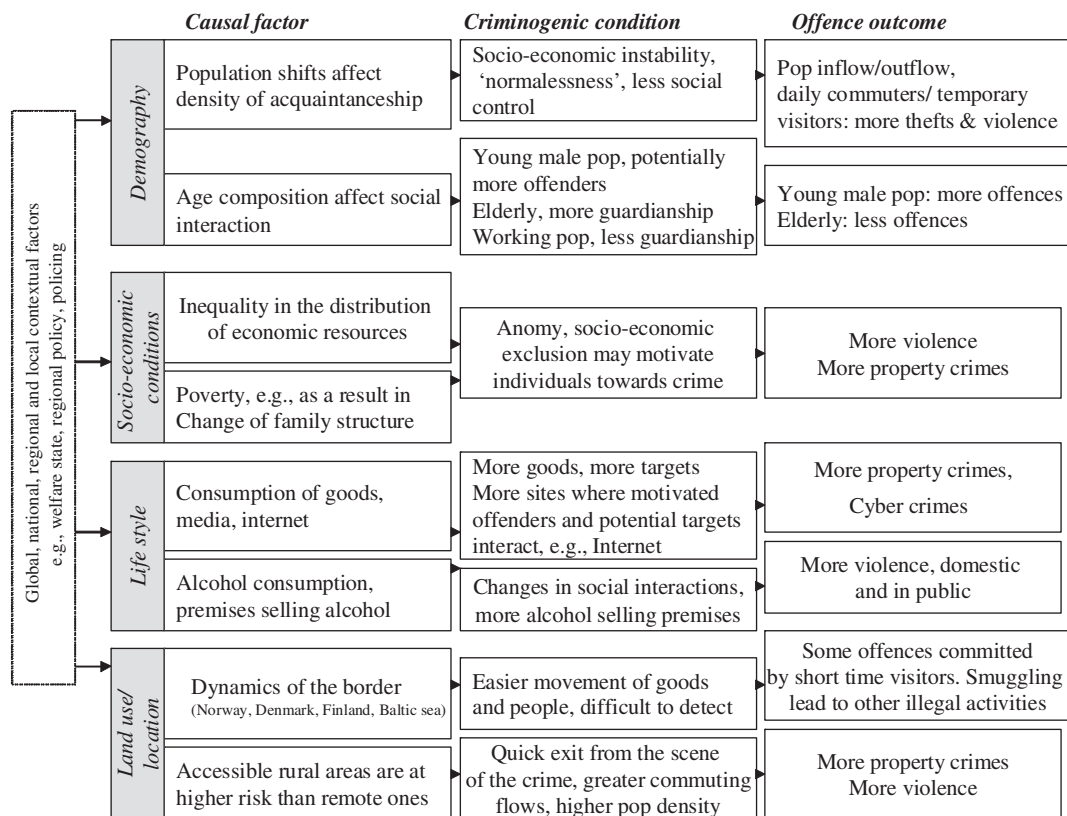 Causal factor
Criminogenic condition
Offence outcome
Global, national, regional and local contextual factors
e.g., welfare state, regional policy, policing
Demography
Population shifts affect
density of acquaintanceship
Socio-economic instability,
‘normalessness’, less social
control
Pop inflow/outflow,
daily commuters/ temporary
visitors: more thefts & violence
Age composition affect social
interaction
Young male pop, potentially
more offenders
Elderly, more guardianship
Working pop, less guardianship
Young male pop: more offences
Elderly: less offences
Socio-economic
conditions
Inequality in the distribution
of economic resources
Poverty, e.g., as a result in
Change of family structure
Anomy, socio-economic
exclusion may motivate
individuals towards crime
More violence
More property crimes
Life style
Consumption of goods,
media, internet
More goods, more targets
More sites where motivated
offenders and potential targets
interact, e.g., Internet
More property crimes,
Cyber crimes
Alcohol consumption,
premises selling alcohol
Changes in social interactions,
more alcohol selling premises
More violence, domestic
and in public
Land use/
location
Dynamics of the border
(Norway, Denmark, Finland, Baltic sea)
Easier movement of goods
and people, difficult to detect
Some offences committed
by short time visitors. Smuggling
lead to other illegal activities
Accessible rural areas are at
higher risk than remote ones
Quick exit from the scene
of the crime, greater commuting
flows, higher pop density
More property crimes
More violence